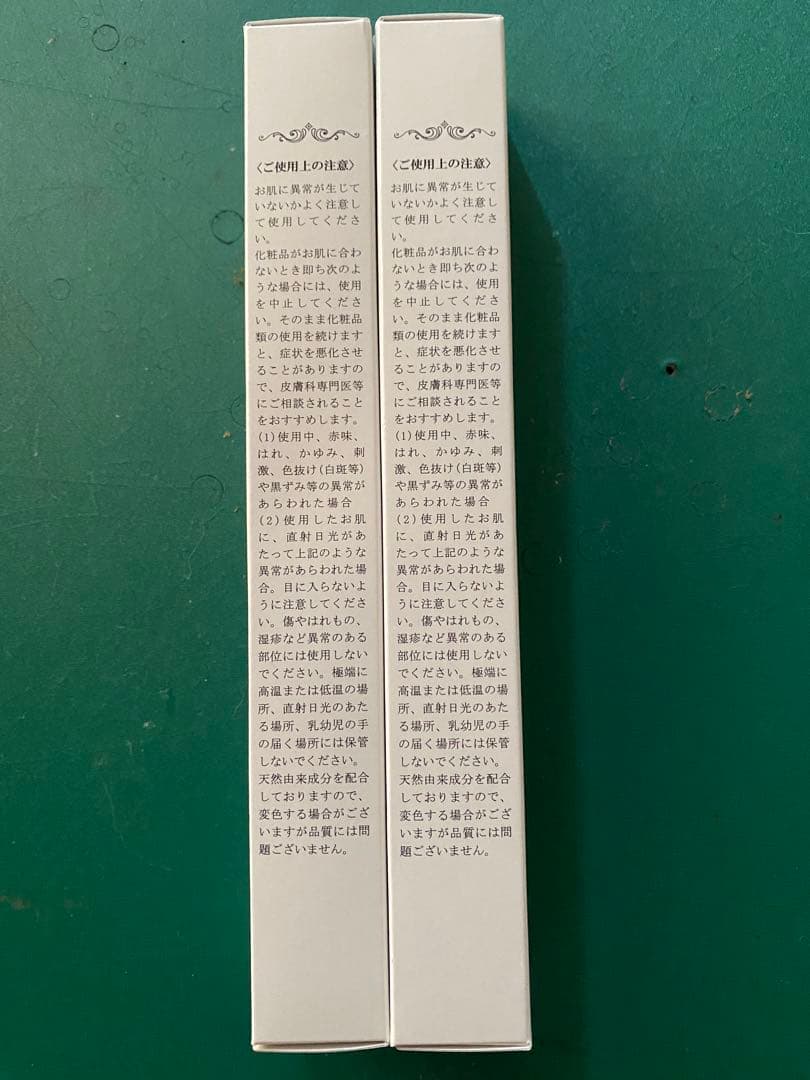 〈ご使用上の注意〉
お肌に異常が生じて
いないかよく注意し
て使用してくださ
い。
化粧品がお肌に合わ
ないとき即ち次のよ
うな場合には、使用
を中止してくださ
い。そのまま化粧品
類の使用を続けます
と、症状を悪化させ
ることがありますの
で、皮膚科専門医等
にご相談されること
をおすすめします。
(1)使用中、赤味、
はれ、かゆみ、刺
激、色抜け(白斑等)
や黒ずみ等の異常が
あらわれた場合
(2)使用したお肌
に、直射日光があ
たって上記のような
異常があらわれた場
合。目に入らないよ
うに注意してくださ
い。傷やはれもの、
湿疹など異常のある
部位には使用しない
でください。極端に
高温または低温の場
所、直射日光のあた
る場所、乳幼児の手
の届く場所には保管
しないでください。
天然由来成分を配合
しておりますので、
変色する場合がござ
いますが品質には問
題ございません。
〈ご使用上の注意〉
お肌に異常が生じて
いないかよく注意し
て使用してくださ
い。
化粧品がお肌に合わ
ないとき即ち次のよ
うな場合には、使用
を中止してくださ
い。そのまま化粧品
類の使用を続けます
と、症状を悪化させ
ることがありますの
で、皮膚科専門医等
にご相談されること
をおすすめします。
(1)使用中、赤味、
はれ、かゆみ、刺
激、色抜け(白斑等)
や黒ずみ等の異常が
あらわれた場合
(2)使用したお肌
に、直射日光があ
たって上記のような
異常があらわれた場
合。目に入らないよ
うに注意してくださ
い。傷やはれもの、
湿疹など異常のある
部位には使用しない
でください。極端に
高温または低温の場
所、直射日光のあた
る場所、乳幼児の手
の届く場所には保管
しないでください。
天然由来成分を配合
しておりますので、
変色する場合がござ
いますが品質には問
題ございません。